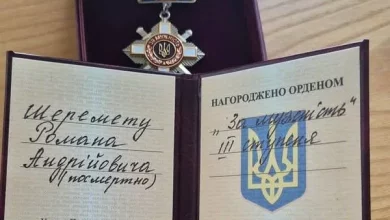 Шеремету
Романа
Андрійовича
(посмертно)
НАГОРОДЖЕНО ОРДЕНОМ
„За мужність"
III ступеня